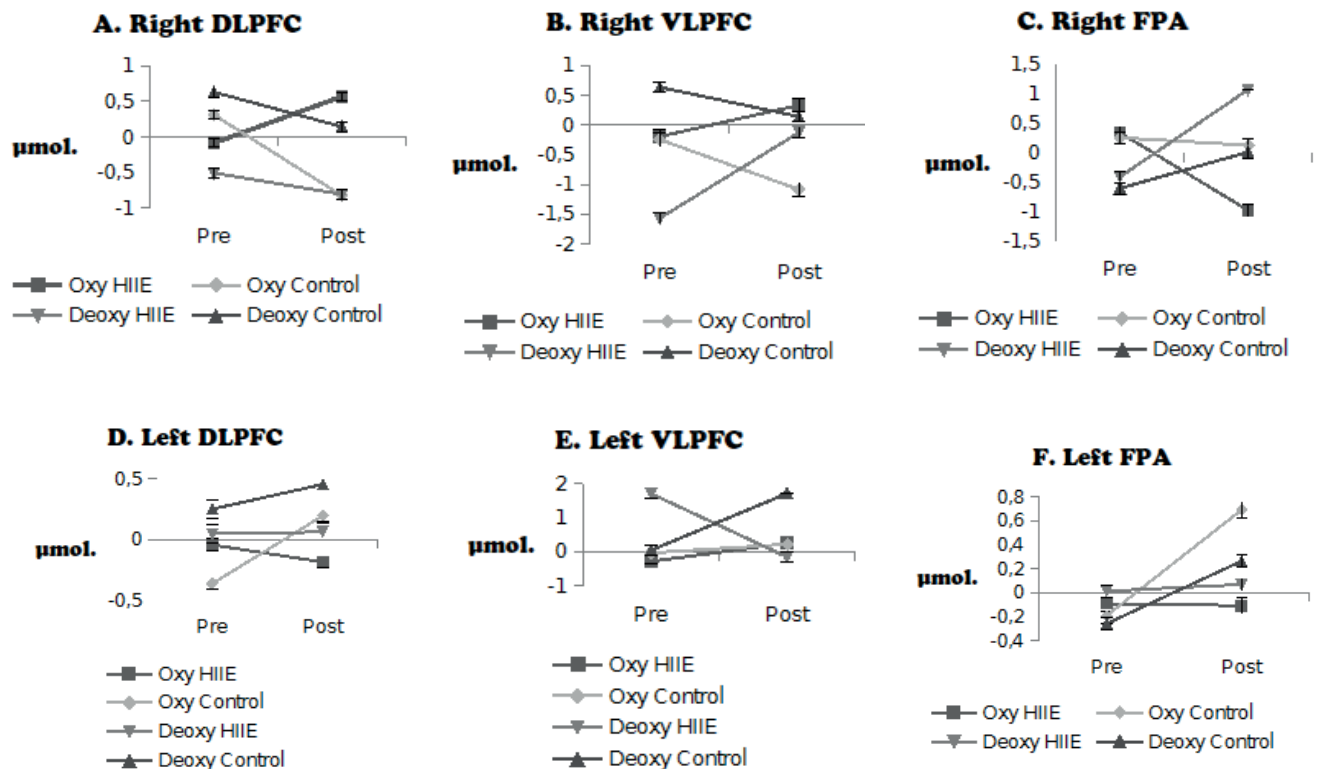 A. Right DLPFC
1
0,5
0
-0,5
-1
µmol.
Pre Post
Oxy HIIE Oxy Control
Deoxy HIIE Deoxy Control
B. Right VLPFC
1
0,5
0
-0,5
-1
-1,5
-2
µmol.
Pre Post
Oxy HIIE Oxy Control
Deoxy HIIE Deoxy Control
C. Right FPA
1,5
1
0,5
0
-0,5
-1
-1,5
µmol.
Pre Post
Oxy HIIE Oxy Control
Deoxy HIIE Deoxy Control
D. Left DLPFC
0,5
0
-0,5
µmol.
Pre Post
Oxy HIIE
Oxy Control
Deoxy HIIE
Deoxy Control
E. Left VLPFC
2
1
0
-1
µmol.
Pre Post
Oxy HIIE
Oxy Control
Deoxy HIIE
Deoxy Control
F. Left FPA
0,8
0,6
0,4
0,2
0
-0,2
-0,4
µmol.
Pre Post
Oxy HIIE Oxy Control
Deoxy HIIE Deoxy Control